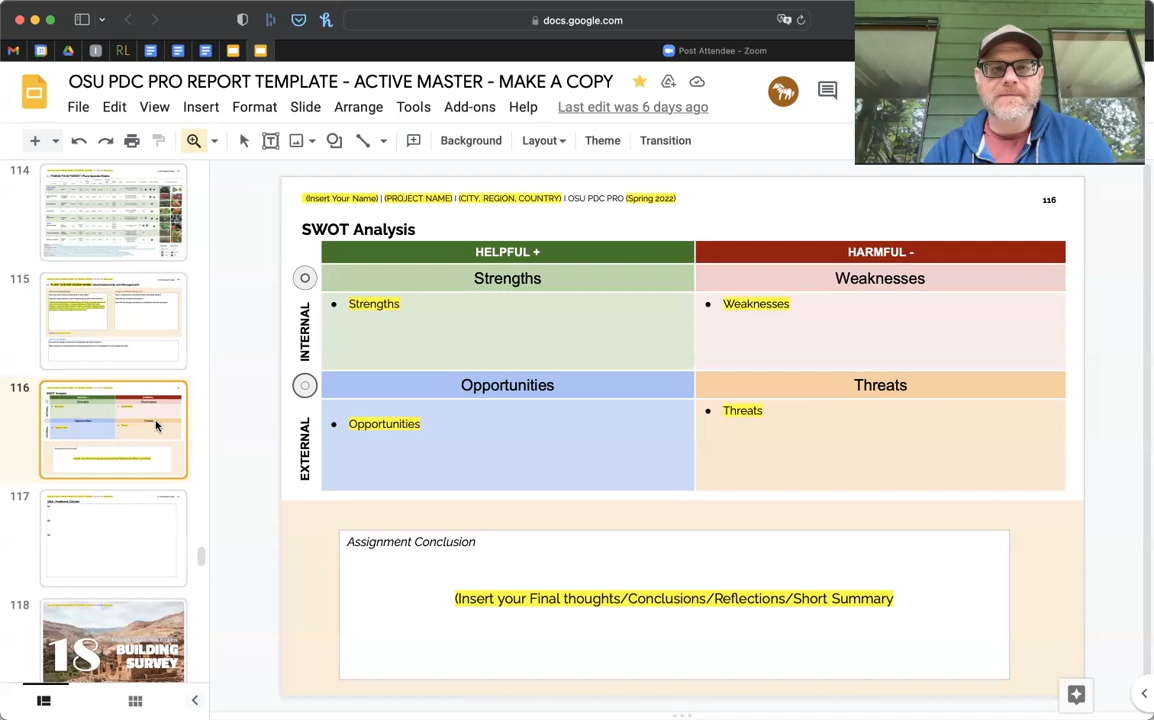 docs.google.com
RL
Post Attendee - Zoom
OSU PDC PRO REPORT TEMPLATE - ACTIVE MASTER - MAKE A COPY
File Edit View Insert Format Slide Arrange Tools Add-ons Help Last edit was 6 days ago
Background Layout Theme Transition
114
115
116
117
118
18
BUILDING
SURVEY
(Insert Your Name) | (PROJECT NAME) I (CITY, REGION, COUNTRY) I OSU PDC PRO (Spring 2022)
116
SWOT Analysis
HELPFUL + HARMFUL -
Strengths Weaknesses
INTERNAL
● Strengths ● Weaknesses
Opportunities Threats
EXTERNAL
● Opportunities ● Threats
Assignment Conclusion
(Insert your Final thoughts/Conclusions/Reflections/Short Summary